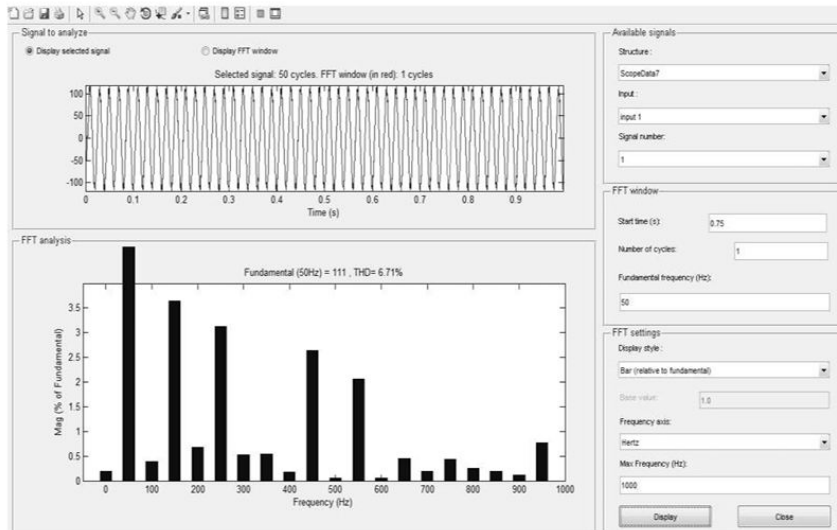 Signal to analyze
Display selected signal
Display FFT window
Selected signal: 50 cycles. FFT window (in red): 1 cycles
100
50
0
-50
-100
0 0.1 0.2 0.3 0.4 0.5 0.6 0.7 0.8 0.9
Time (s)
FFT analysis
Fundamental (50Hz) = 111 , THD= 6.71%
Mag (% of Fundamental)
3.5
3
2.5
2
1.5
1
0.5
0
0 100 200 300 400 500 600 700 800 900 1000
Frequency (Hz)
Available signals
Structure :
ScopeData7
Input :
input 1
Signal number:
1
FFT window
Start time (s): 0.75
Number of cycles: 1
Fundamental frequency (Hz):
50
FFT settings
Display style :
Bar (relative to fundamental)
Base value: 1.0
Frequency axis:
Hertz
Max Frequency (Hz):
1000
Display Close